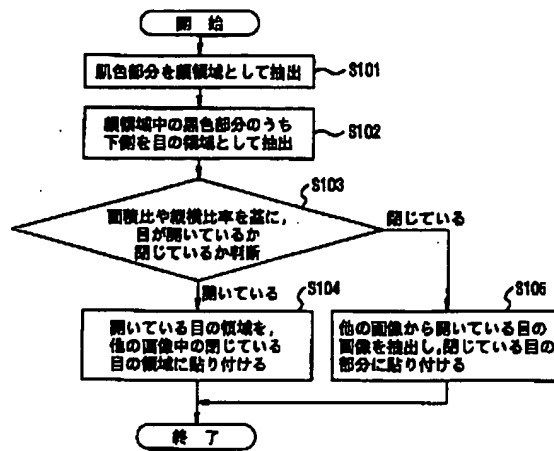 開 始
肌色部分を顔領域として抽出
S101
顔領域中の黒色部分のうち
下側を目の領域として抽出
S102
S103
面積比や縦横比率を基に,
目が開いているか
閉じているか判断
閉じている
開いている
S104
開いている目の領域を,
他の画像中の閉じている
目の領域に貼り付ける
S105
他の画像から開いている目の
画像を抽出し,閉じている目の
部分に貼り付ける
終 了